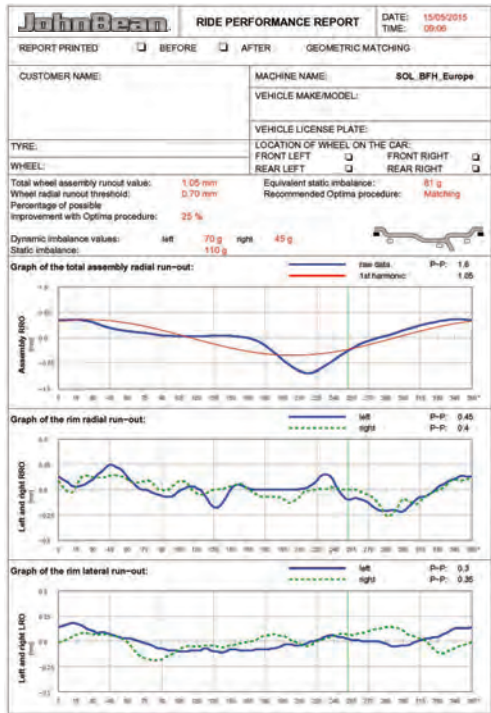 JohnBean
RIDE PERFORMANCE REPORT
DATE: 15/05/2015
TIME: 09:06
REPORT PRINTED BEFORE AFTER GEOMETRIC MATCHING
CUSTOMER NAME:
MACHINE NAME: SOL_BFH_Europe
VEHICLE MAKE/MODEL:
VEHICLE LICENSE PLATE:
TYRE:
WHEEL:
LOCATION OF WHEEL ON THE CAR:
FRONT LEFT FRONT RIGHT
REAR LEFT REAR RIGHT
Total wheel assembly runout value: 1.05 mm
Wheel radial runout threshold: 0.70 mm
Percentage of possible
improvement with Optima procedure: 25 %
Equivalent static imbalance: 81 g
Recommended Optima procedure: Matching
Dynamic imbalance values: left 70 g right 45 g
Static imbalance: 110 g
Graph of the total assembly radial run-out:
raw data P-P: 1.6
1st harmonic 1.05
Assembly RRO
Graph of the rim radial run-out:
left P-P: 0.45
right P-P: 0.4
Left and right RRO
Graph of the rim lateral run-out:
left P-P: 0.3
right P-P: 0.35
Left and right LRO